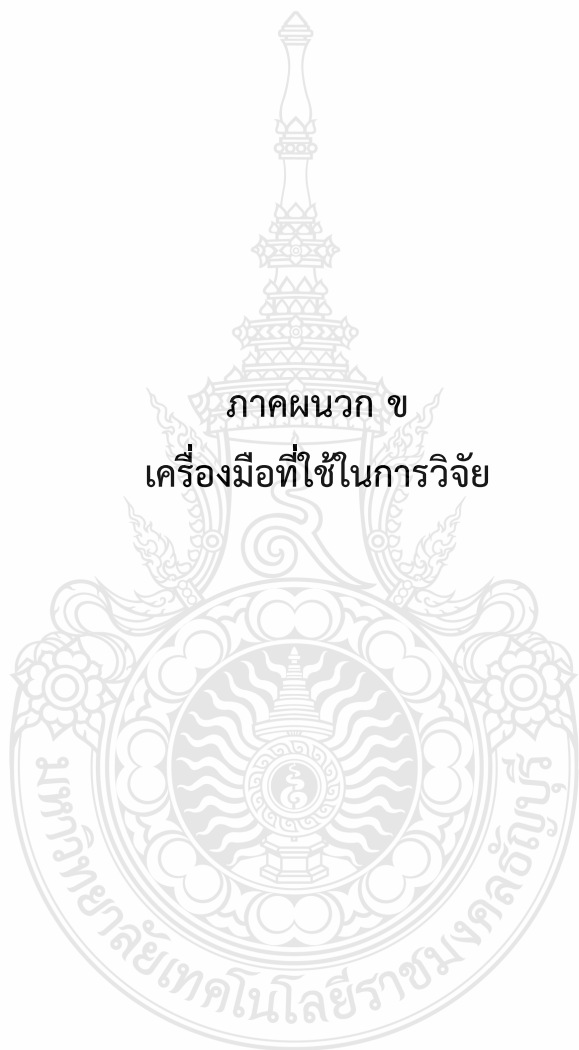 ภาคผนวก ข
เครื่องมือที่ใช้ในการวิจัย
มหาวิทยาลัยเทคโนโลยีราชมงคลธัญบุรี